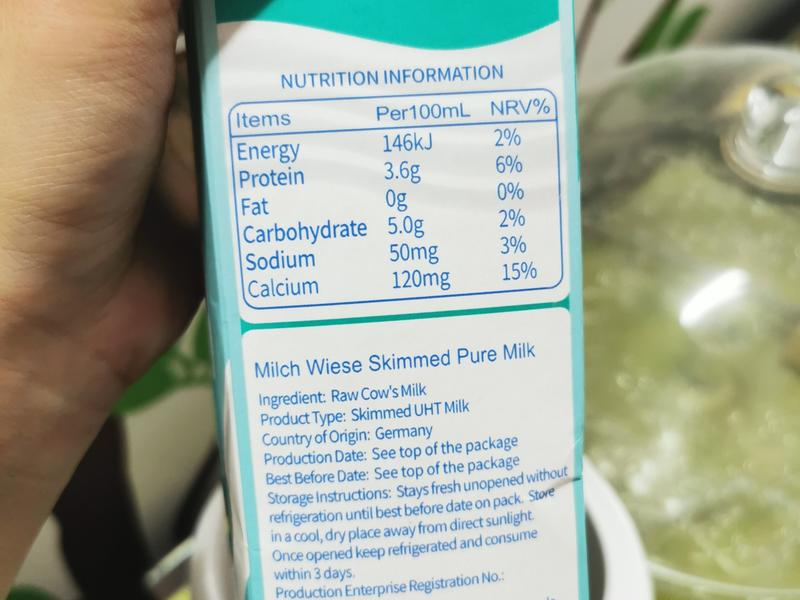 NUTRITION INFORMATION
Items Per100mL NRV%
Energy 146kJ 2%
Protein 3.6g 6%
Fat 0g 0%
Carbohydrate 5.0g 2%
Sodium 50mg 3%
Calcium 120mg 15%
Milch Wiese Skimmed Pure Milk
Ingredient: Raw Cow's Milk
Product Type: Skimmed UHT Milk
Country of Origin: Germany
Production Date: See top of the package
Best Before Date: See top of the package
Storage Instructions: Stays fresh unopened without
refrigeration until best before date on pack. Store
in a cool, dry place away from direct sunlight.
Once opened keep refrigerated and consume
within 3 days.
Production Enterprise Registration No.: